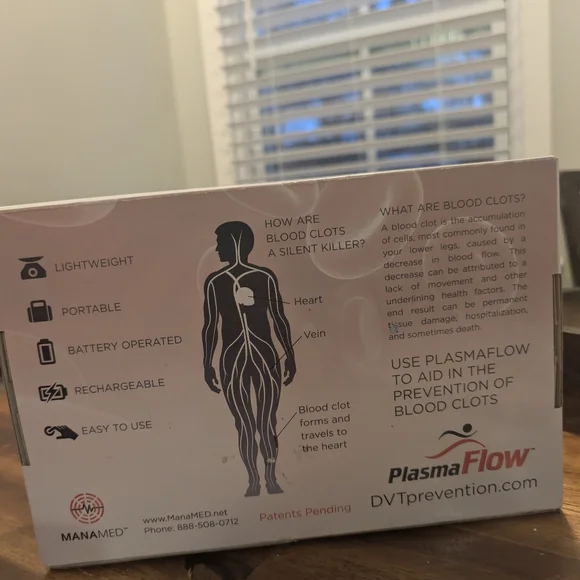 LIGHTWEIGHT
PORTABLE
BATTERY OPERATED
RECHARGEABLE
EASY TO USE
HOW ARE
BLOOD CLOTS
A SILENT KILLER?
Heart
Vein
Blood clot
forms and
travels to
the heart
WHAT ARE BLOOD CLOTS?
A blood clot is the accumulation
of cells, most commonly found in
your lower legs, caused by a
decrease in blood flow. This
decrease can be attributed to a
lack of movement and other
underlining health factors. The
end result can be permanent
tissue damage, hospitalization,
and sometimes death.
USE PLASMAFLOW
TO AID IN THE
PREVENTION OF
BLOOD CLOTS
PlasmaFlow™
DVTprevention.com
MANAMED™
www.ManaMED.net
Phone: 888-508-0712
Patents Pending